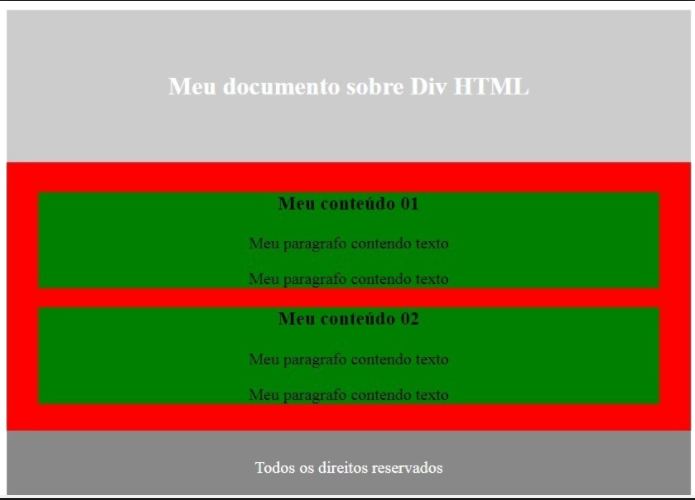 Meu documento sobre Div HTML
Meu conteúdo 01
Meu paragrafo contendo texto
Meu paragrafo contendo texto
Meu conteúdo 02
Meu paragrafo contendo texto
Meu paragrafo contendo texto
Todos os direitos reservados